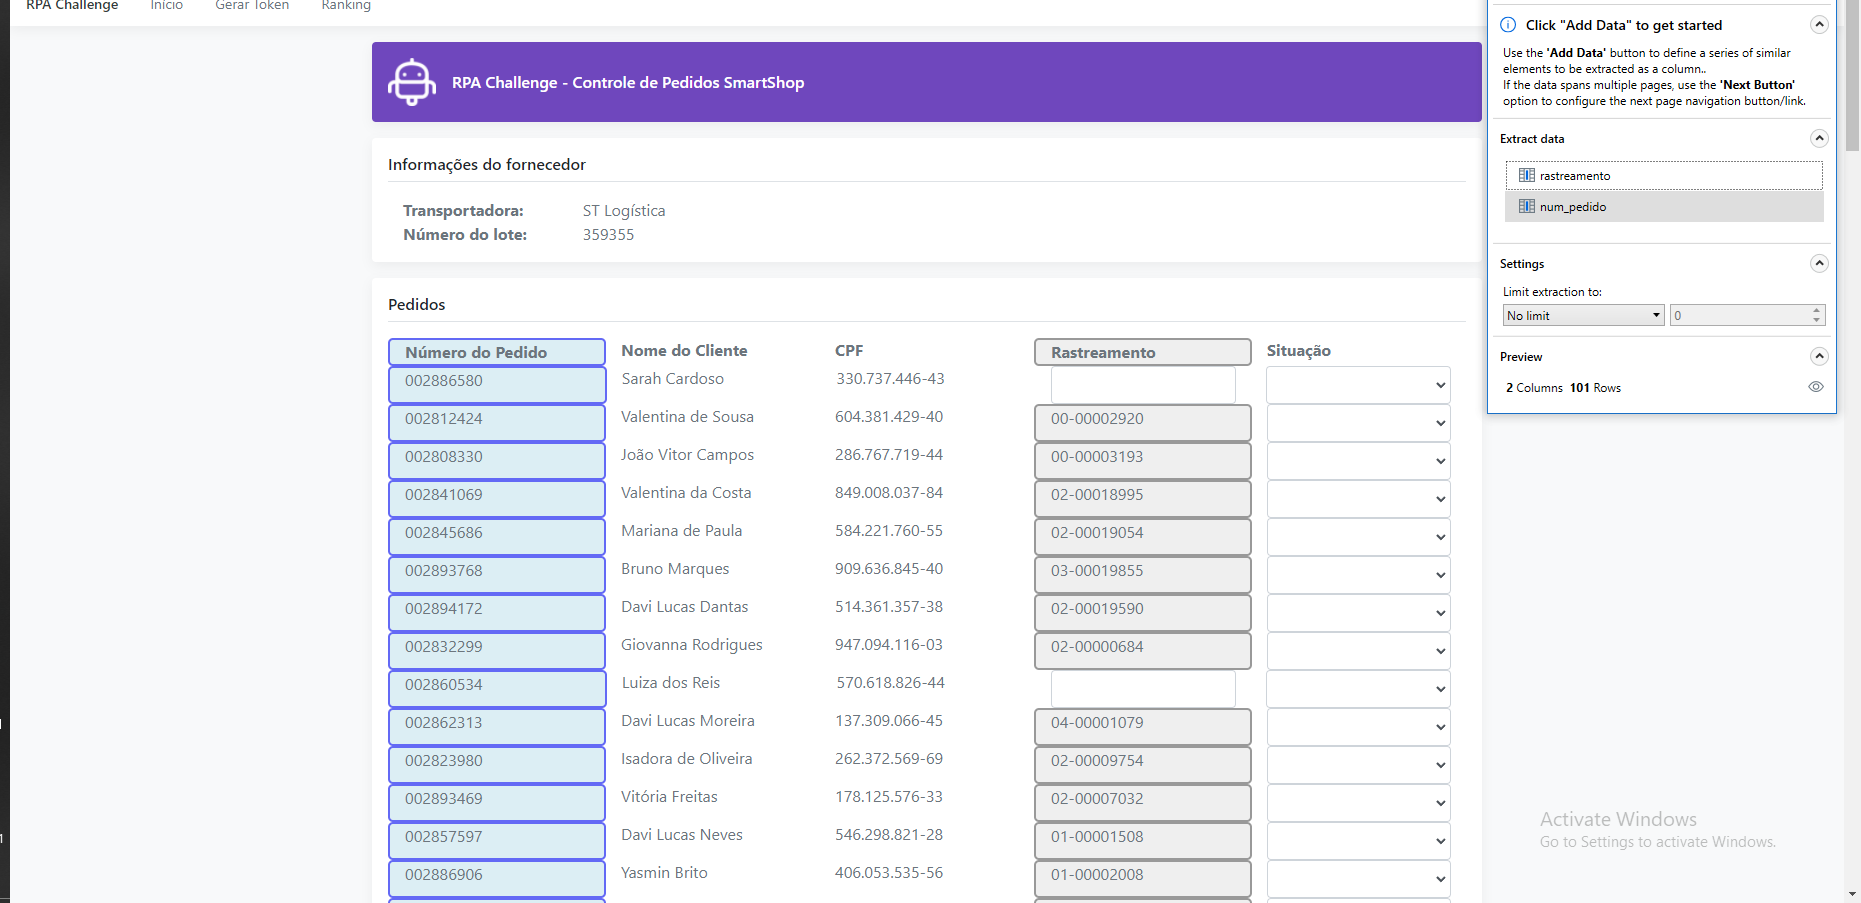 RPA Challenge Início Gerar Token Ranking
RPA Challenge - Controle de Pedidos SmartShop
Informações do fornecedor
Transportadora: ST Logística
Número do lote: 359355
Pedidos
Número do Pedido Nome do Cliente CPF Rastreamento Situação
002886580 Sarah Cardoso 330.737.446-43
002812424 Valentina de Sousa 604.381.429-40 00-00002920
002808330 João Vitor Campos 286.767.719-44 00-00003193
002841069 Valentina da Costa 849.008.037-84 02-00018995
002845686 Mariana de Paula 584.221.760-55 02-00019054
002893768 Bruno Marques 909.636.845-40 03-00019855
002894172 Davi Lucas Dantas 514.361.357-38 02-00019590
002832299 Giovanna Rodrigues 947.094.116-03 02-00000684
002860534 Luiza dos Reis 570.618.826-44
002862313 Davi Lucas Moreira 137.309.066-45 04-00001079
002823980 Isadora de Oliveira 262.372.569-69 02-00009754
002893469 Vitória Freitas 178.125.576-33 02-00007032
002857597 Davi Lucas Neves 546.298.821-28 01-00001508
002886906 Yasmin Brito 406.053.535-56 01-00002008
Click "Add Data" to get started
Use the 'Add Data' button to define a series of similar
elements to be extracted as a column..
If the data spans multiple pages, use the 'Next Button'
option to configure the next page navigation button/link.
Extract data
rastreamento
num_pedido
Settings
Limit extraction to:
No limit 0
Preview
2 Columns 101 Rows
Activate Windows
Go to Settings to activate Windows.